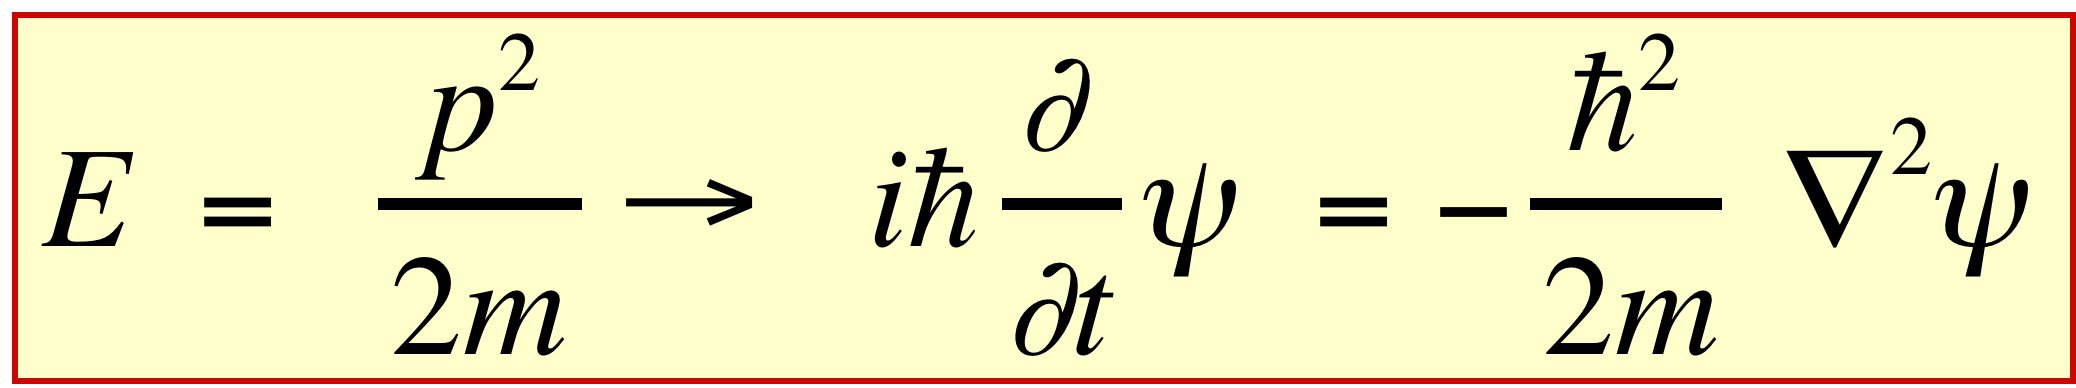 E = p²/2m → iħ ∂/∂t ψ = − ħ²/2m ∇²ψ